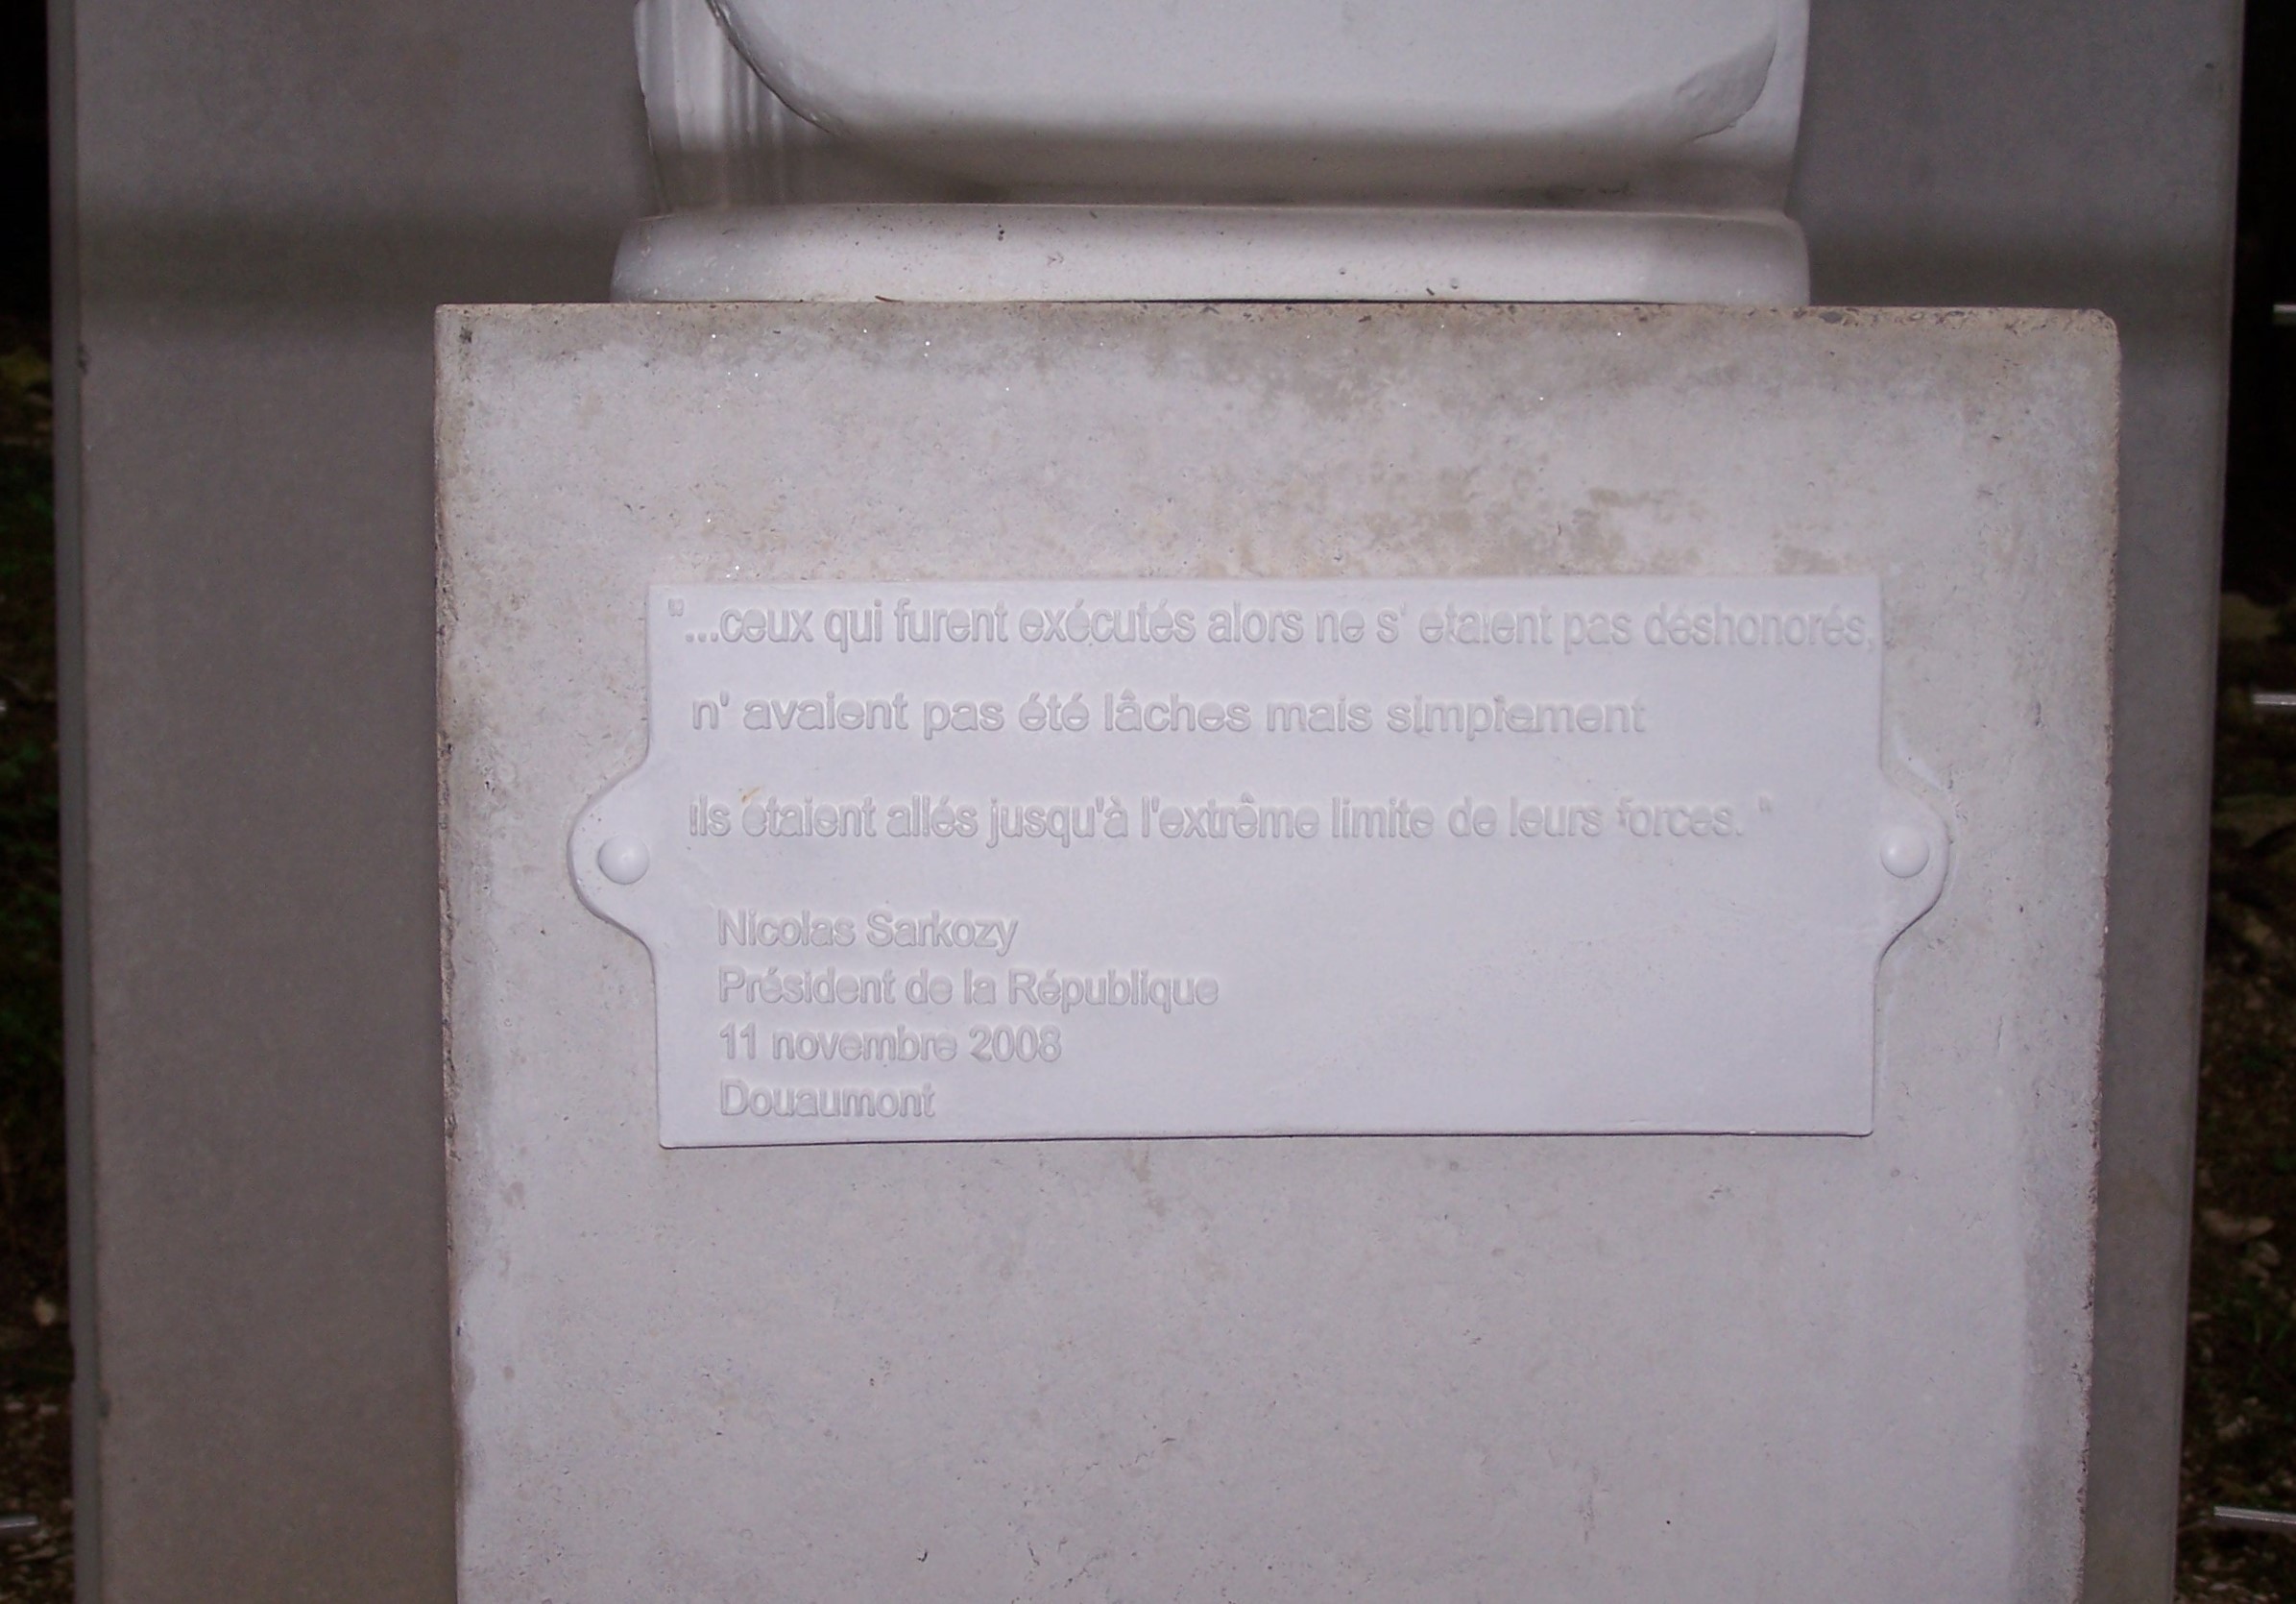 "...ceux qui furent exécutés alors ne s' etaient pas déshonorés,
n' avaient pas été lâches mais simplement
ils étaient allés jusqu'à l'extrême limite de leurs forces. "
Nicolas Sarkozy
Président de la République
11 novembre 2008
Douaumont